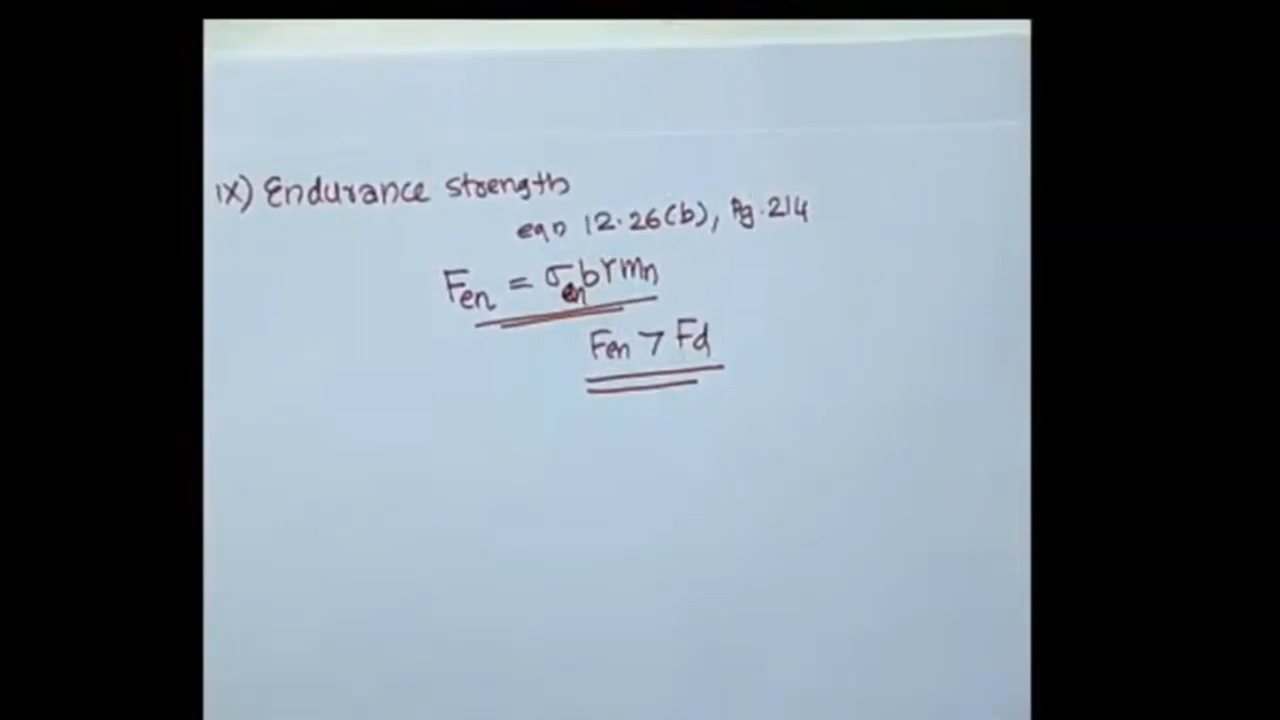 ix) Endurance strength
eqn 12.26(b), Pg.214
Fen = σen b Y mn
Fen > Fd